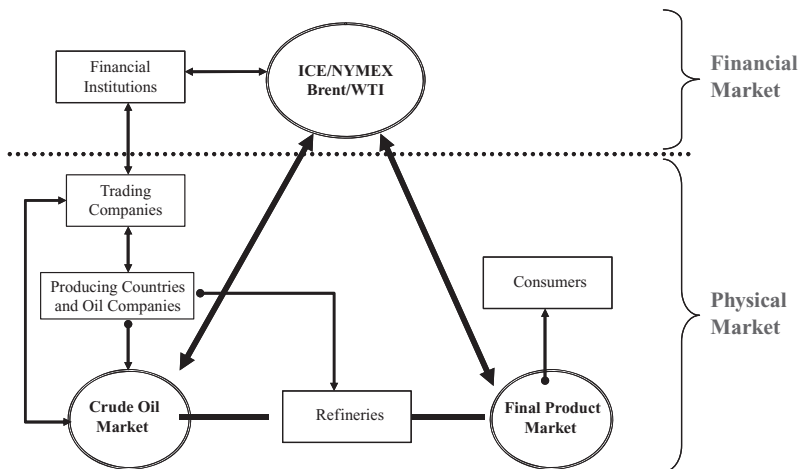 Financial
Institutions
ICE/NYMEX
Brent/WTI
Financial
Market
Trading
Companies
Producing Countries
and Oil Companies
Consumers
Physical
Market
Crude Oil
Market
Refineries
Final Product
Market